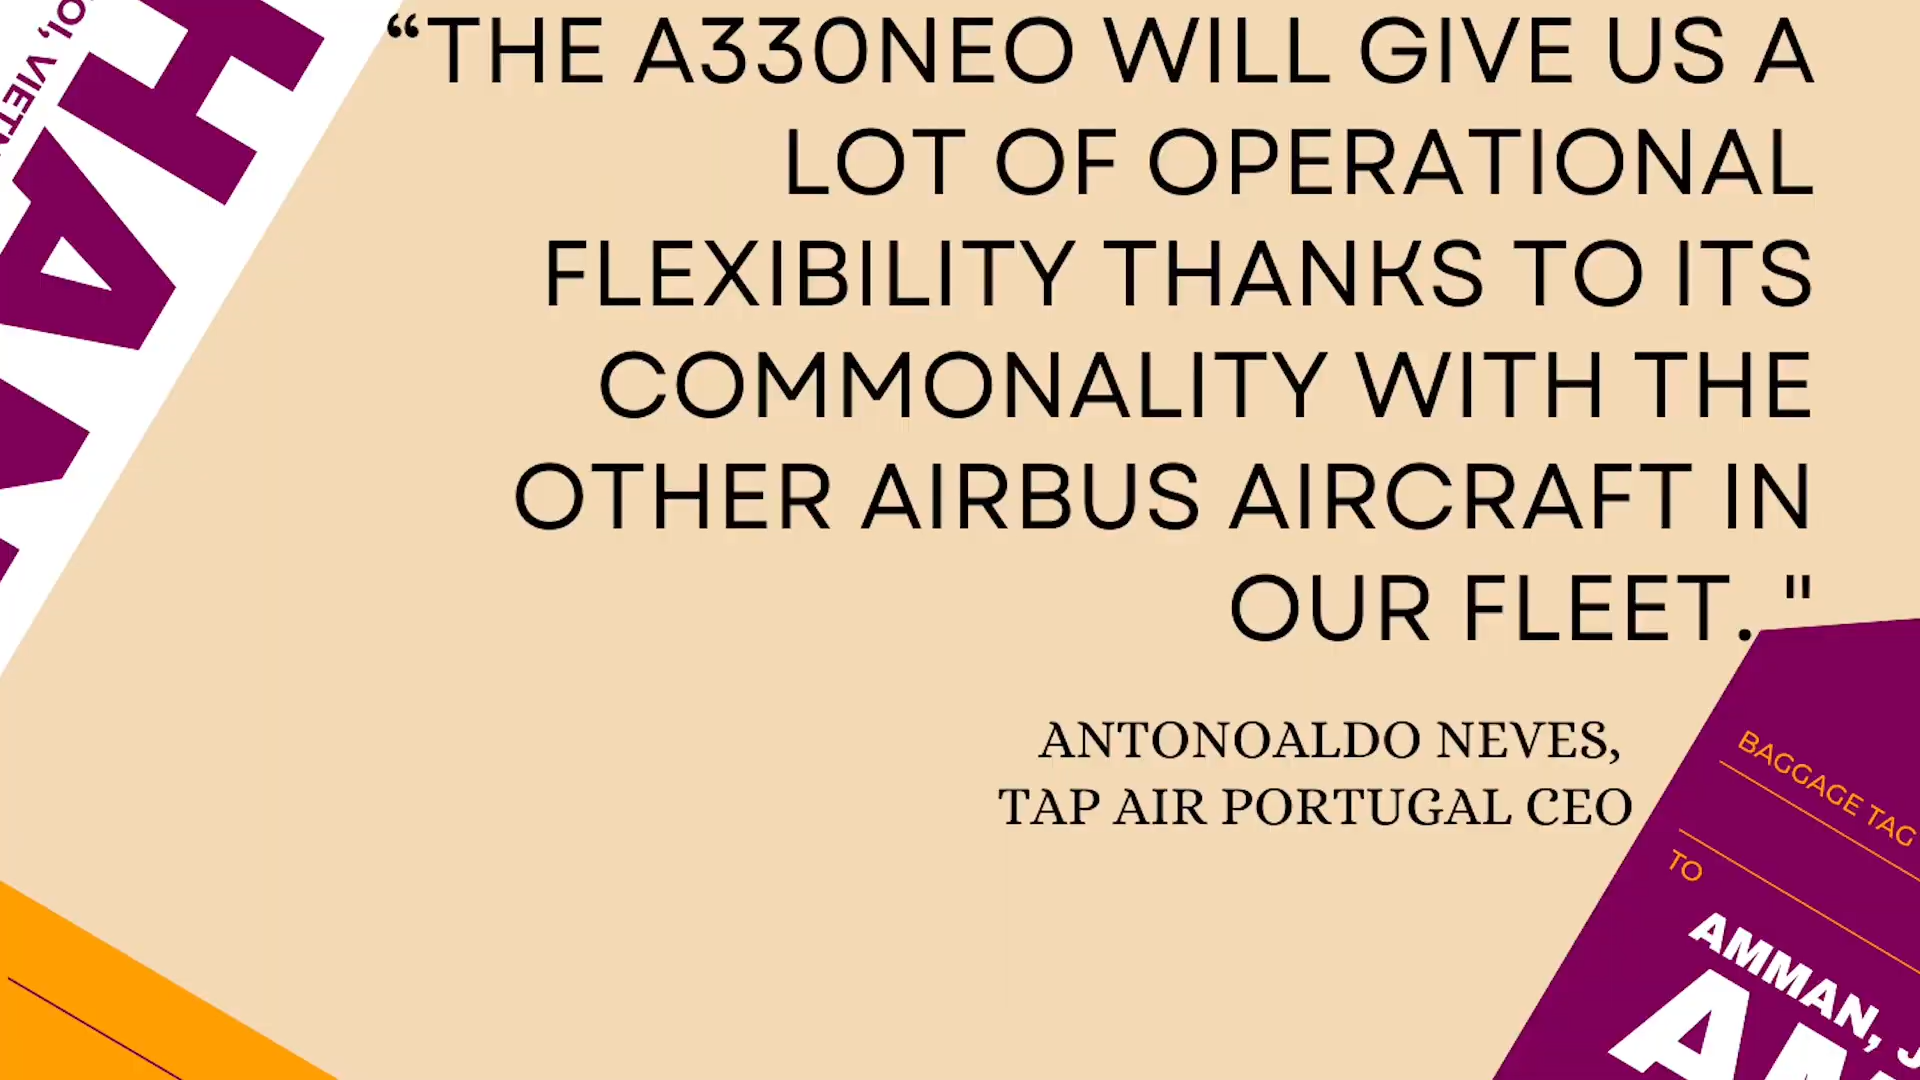 “THE A330NEO WILL GIVE US A
LOT OF OPERATIONAL
FLEXIBILITY THANKS TO ITS
COMMONALITY WITH THE
OTHER AIRBUS AIRCRAFT IN
OUR FLEET. "
ANTONOALDO NEVES,
TAP AIR PORTUGAL CEO
BAGGAGE TAG
TO
AMMAN,